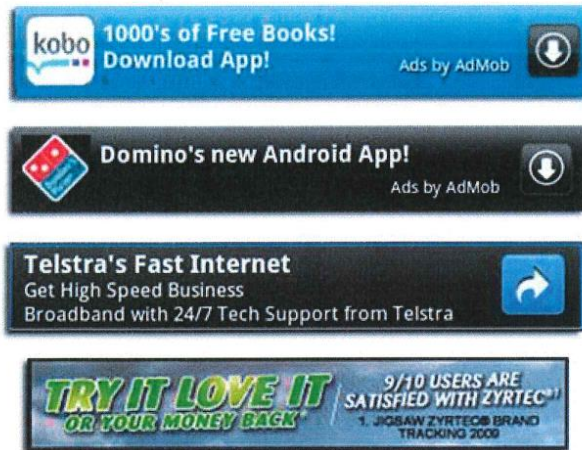 kobo
1000's of Free Books!
Download App!
Ads by AdMob
Domino's new Android App!
Ads by AdMob
Telstra's Fast Internet
Get High Speed Business
Broadband with 24/7 Tech Support from Telstra
TRY IT LOVE IT
OR YOUR MONEY BACK*
9/10 USERS ARE
SATISFIED WITH ZYRTEC®1
1. JIGSAW ZYRTEC® BRAND
TRACKING 2009